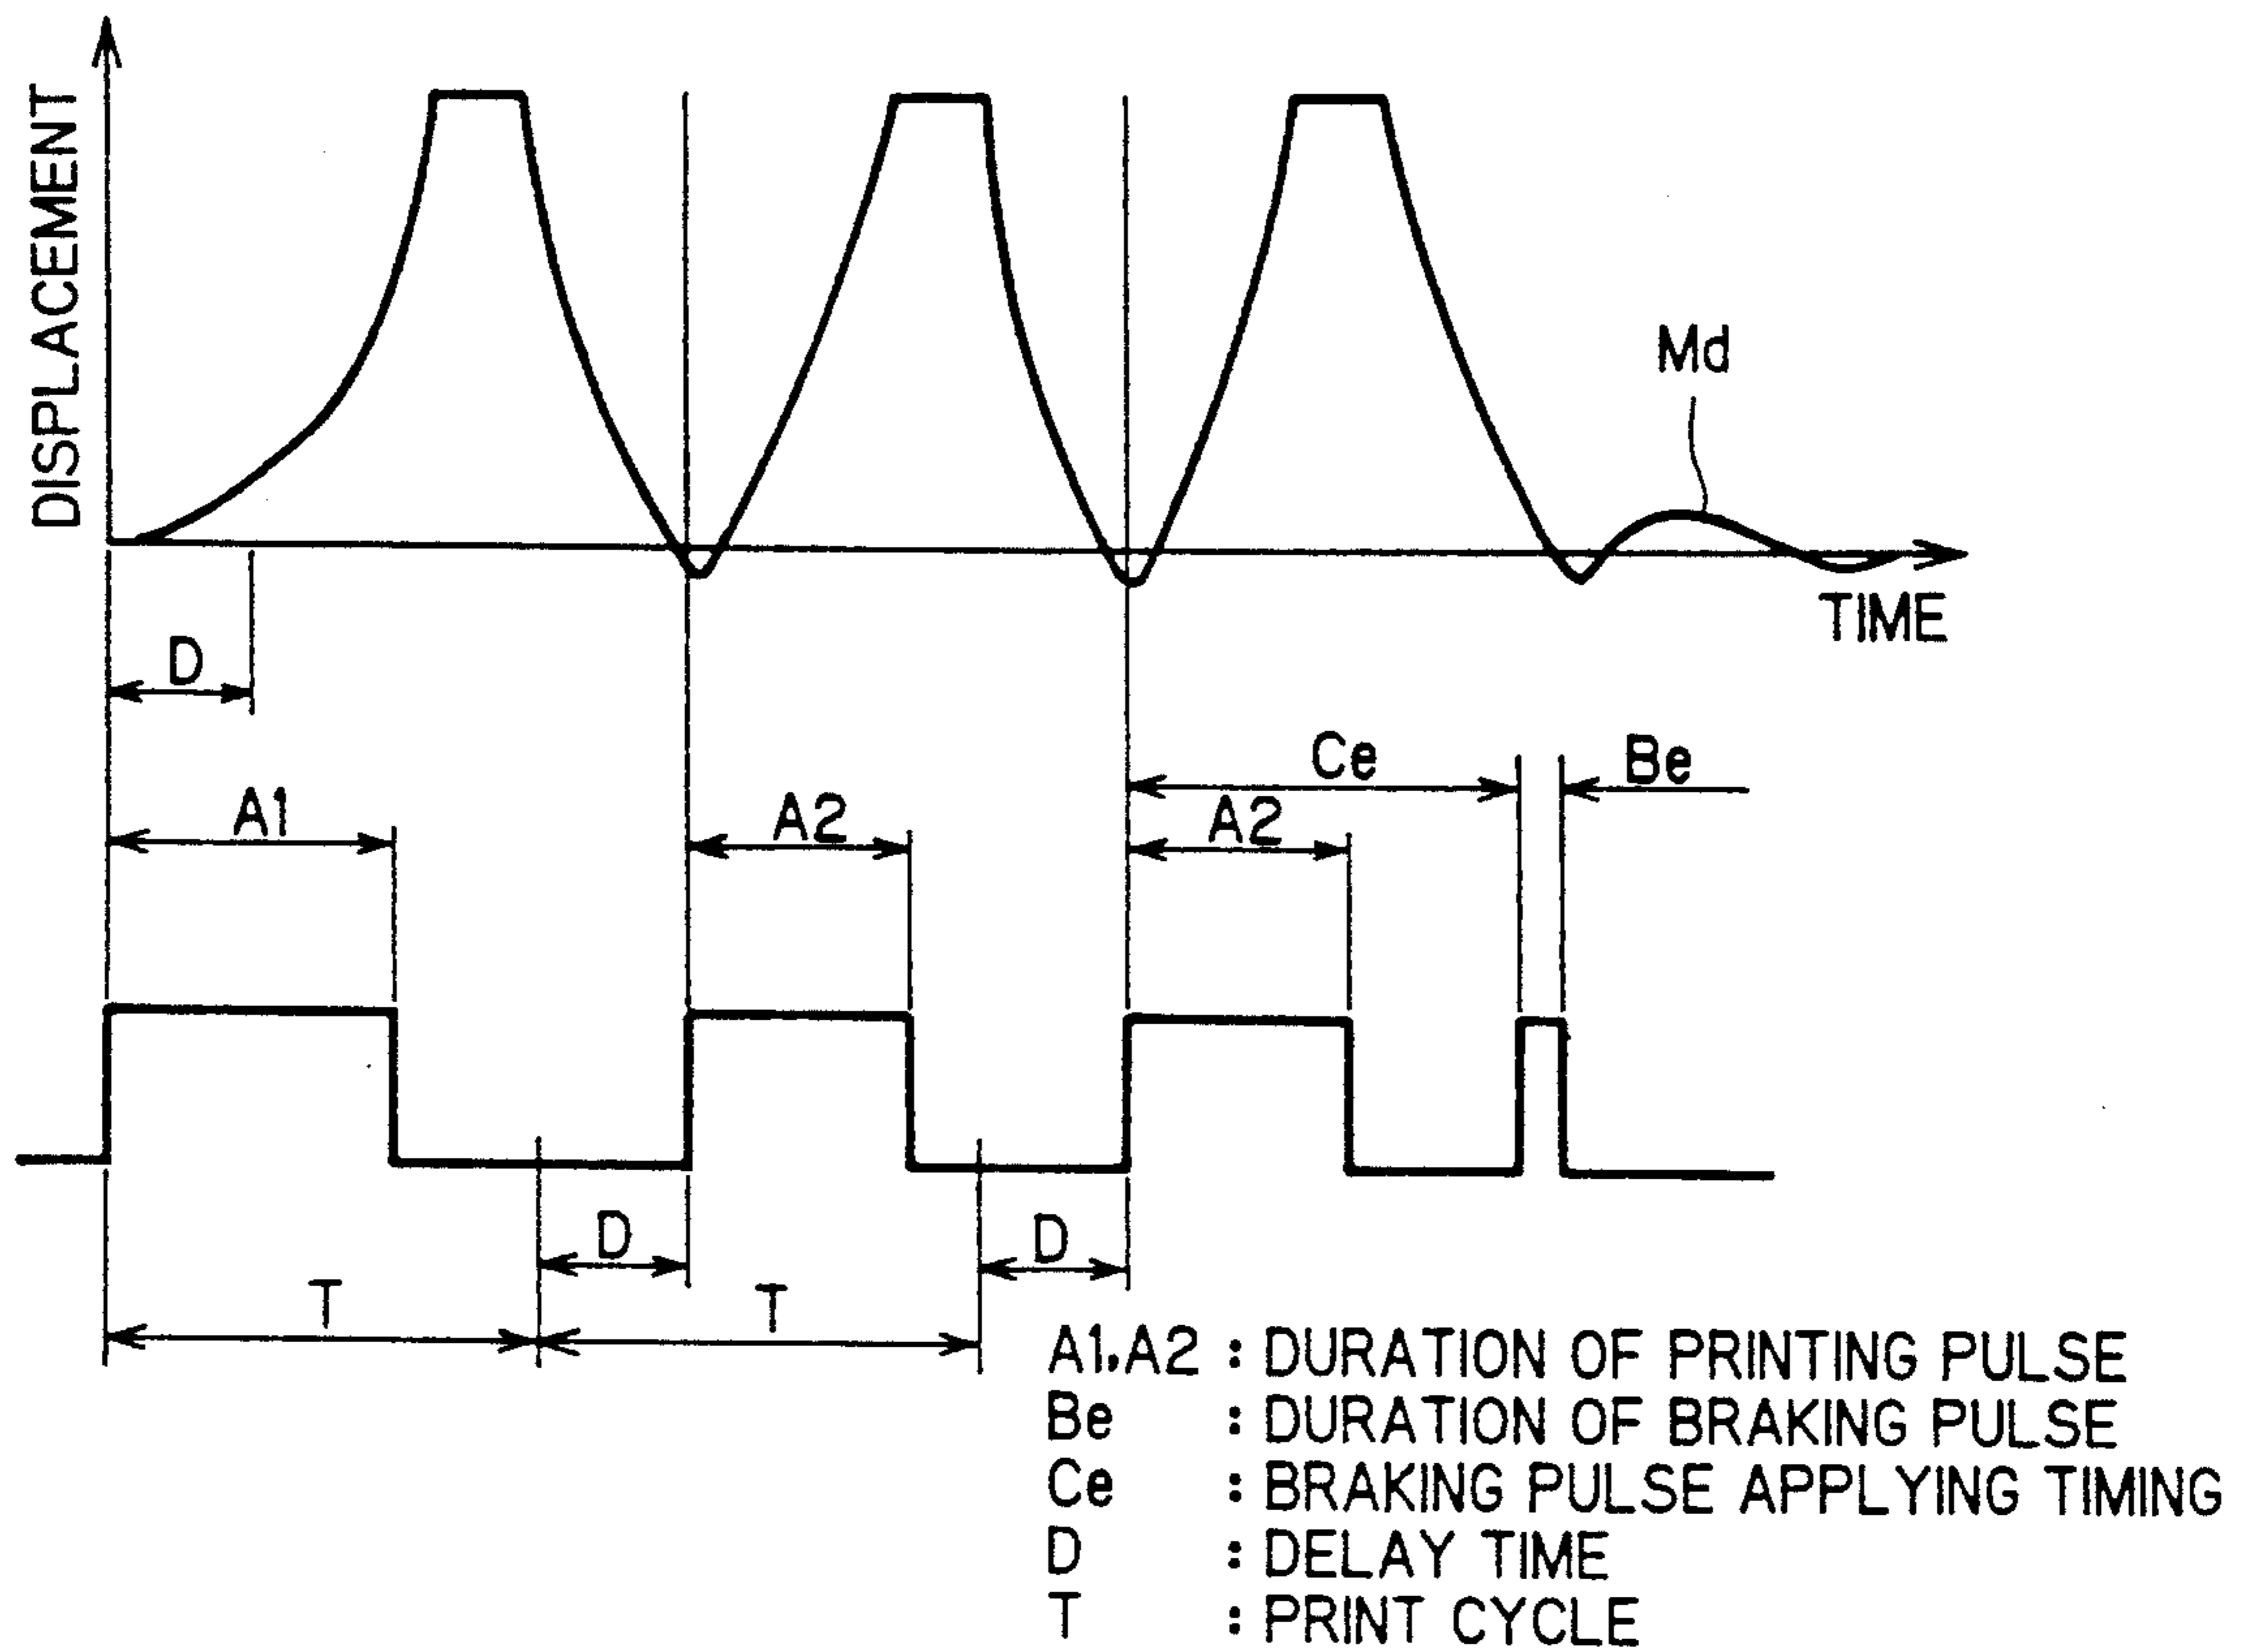 DISPLACEMENT
Md
TIME
D
Ce
Be
A1
A2
A2
D
D
T
T
A1,A2 : DURATION OF PRINTING PULSE
Be : DURATION OF BRAKING PULSE
Ce : BRAKING PULSE APPLYING TIMING
D : DELAY TIME
T : PRINT CYCLE